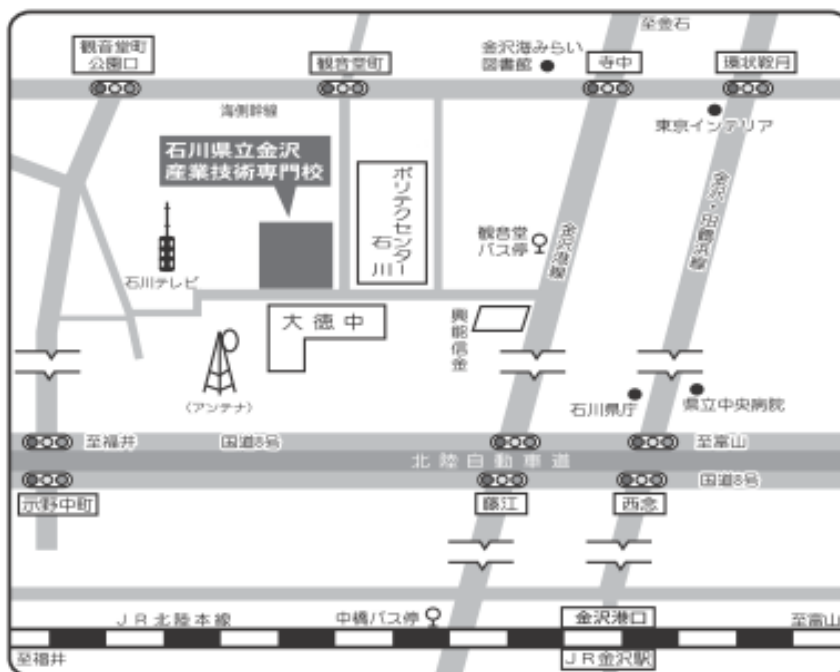 至金石
観音堂町
公園口
観音堂町
金沢海みらい
図書館
寺中
環状鞍月
海側幹線
東京インテリア
石川県立金沢
産業技術専門校
ポリテクセンター
石川
金沢・田鶴浜線
観音堂
バス停
金沢港線
石川テレビ
大徳中
興能信金
(アンテナ)
石川県庁
県立中央病院
至福井
国道8号
至富山
北陸自動車道
国道8号
示野中町
藤江
西念
JR北陸本線
中橋バス停
金沢港口
至富山
至福井
JR金沢駅